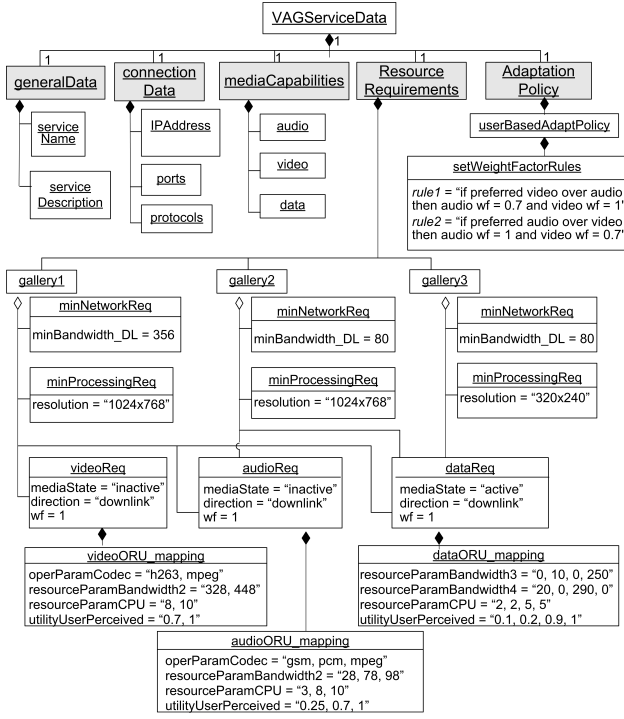 VAGServiceData
1
1
1
1
1
1
generalData
connection
Data
mediaCapabilities
Resource
Requirements
Adaptation
Policy
service
Name
service
Description
IPAddress
ports
protocols
audio
video
data
userBasedAdaptPolicy
setWeightFactorRules
rule1 = “if preferred video over audio
then audio wf = 0.7 and video wf = 1”
rule2 = “if preferred audio over video
then audio wf = 1 and video wf = 0.7”
gallery1
gallery2
gallery3
minNetworkReq
minBandwidth_DL = 356
minNetworkReq
minBandwidth_DL = 80
minNetworkReq
minBandwidth_DL = 80
minProcessingReq
resolution = “1024x768”
minProcessingReq
resolution = “1024x768”
minProcessingReq
resolution = “320x240”
videoReq
mediaState = “inactive”
direction = “downlink”
wf = 1
audioReq
mediaState = “inactive”
direction = “downlink”
wf = 1
dataReq
mediaState = “active”
direction = “downlink”
wf = 1
videoORU_mapping
operParamCodec = “h263, mpeg”
resourceParamBandwidth2 = “328, 448”
resourceParamCPU = “8, 10”
utilityUserPerceived = “0.7, 1”
dataORU_mapping
resourceParamBandwidth3 = “0, 10, 0, 250”
resourceParamBandwidth4 = “20, 0, 290, 0”
resourceParamCPU = “2, 2, 5, 5”
utilityUserPerceived = “0.1, 0.2, 0.9, 1”
audioORU_mapping
operParamCodec = “gsm, pcm, mpeg”
resourceParamBandwidth2 = “28, 78, 98”
resourceParamCPU = “3, 8, 10”
utilityUserPerceived = “0.25, 0.7, 1”